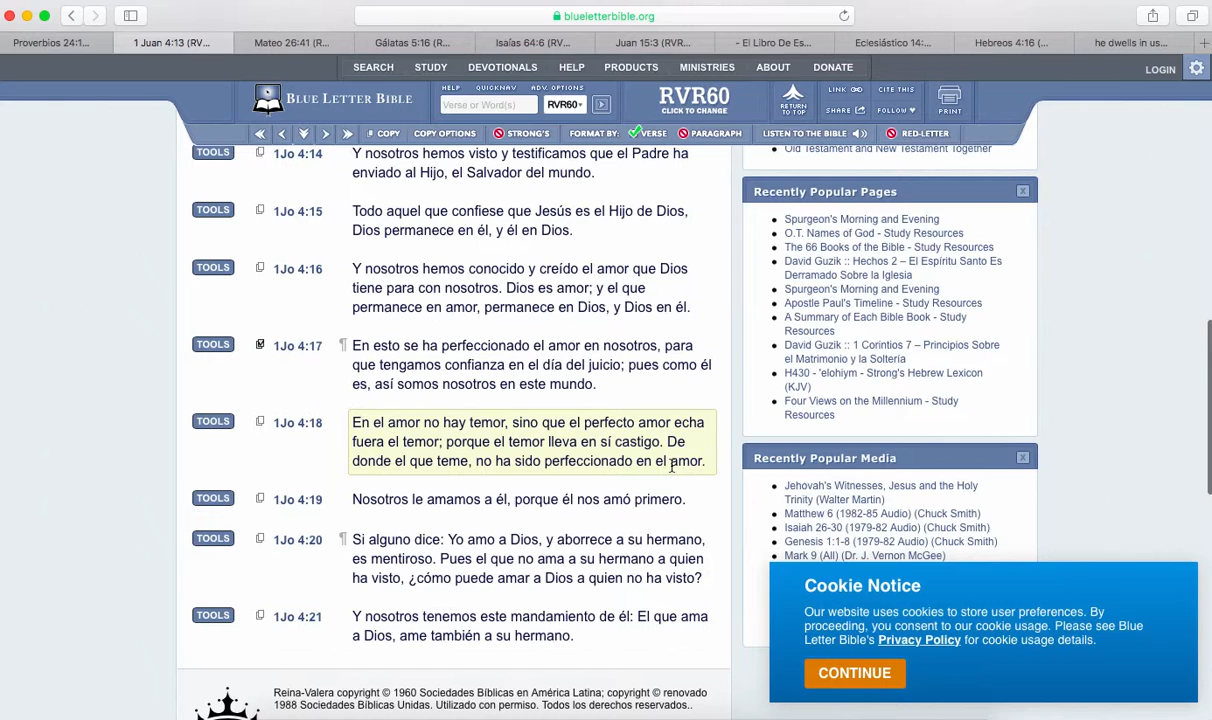 blueletterbible.org
Proverbios 24:1...
1 Juan 4:13 (RV...
Mateo 26:41 (R...
Gálatas 5:16 (R...
Isaías 64:6 (RV...
Juan 15:3 (RVR...
- El Libro De Es...
Eclesiástico 14:...
Hebreos 4:16 (...
he dwells in us...
SEARCH STUDY DEVOTIONALS HELP PRODUCTS MINISTRIES ABOUT DONATE
LOGIN
BLUE LETTER BIBLE
HELP QUICKNAV ADV. OPTIONS
Verse or Word(s)
RVR60
RVR60
CLICK TO CHANGE
RETURN
TO TOP
LINK
CITE THIS
SHARE
FOLLOW
PRINT
COPY COPY OPTIONS STRONG'S FORMAT BY: VERSE PARAGRAPH LISTEN TO THE BIBLE RED-LETTER
TOOLS 1Jo 4:14 Y nosotros hemos visto y testificamos que el Padre ha
enviado al Hijo, el Salvador del mundo.
TOOLS 1Jo 4:15 Todo aquel que confiese que Jesús es el Hijo de Dios,
Dios permanece en él, y él en Dios.
TOOLS 1Jo 4:16 Y nosotros hemos conocido y creído el amor que Dios
tiene para con nosotros. Dios es amor; y el que
permanece en amor, permanece en Dios, y Dios en él.
TOOLS 1Jo 4:17 ¶ En esto se ha perfeccionado el amor en nosotros, para
que tengamos confianza en el día del juicio; pues como él
es, así somos nosotros en este mundo.
TOOLS 1Jo 4:18 En el amor no hay temor, sino que el perfecto amor echa
fuera el temor; porque el temor lleva en sí castigo. De
donde el que teme, no ha sido perfeccionado en el amor.
TOOLS 1Jo 4:19 Nosotros le amamos a él, porque él nos amó primero.
TOOLS 1Jo 4:20 ¶ Si alguno dice: Yo amo a Dios, y aborrece a su hermano,
es mentiroso. Pues el que no ama a su hermano a quien
ha visto, ¿cómo puede amar a Dios a quien no ha visto?
TOOLS 1Jo 4:21 Y nosotros tenemos este mandamiento de él: El que ama
a Dios, ame también a su hermano.
Reina-Valera copyright © 1960 Sociedades Bíblicas en América Latina; copyright © renovado
1988 Sociedades Bíblicas Unidas. Utilizado con permiso. Todos los derechos reservados..
Old Testament and New Testament Together
Recently Popular Pages
Spurgeon's Morning and Evening
O.T. Names of God - Study Resources
The 66 Books of the Bible - Study Resources
David Guzik :: Hechos 2 – El Espíritu Santo Es
Derramado Sobre la Iglesia
Spurgeon's Morning and Evening
Apostle Paul's Timeline - Study Resources
A Summary of Each Bible Book - Study
Resources
David Guzik :: 1 Corintios 7 – Principios Sobre
el Matrimonio y la Soltería
H430 - 'elohiym - Strong's Hebrew Lexicon
(KJV)
Four Views on the Millennium - Study
Resources
Recently Popular Media
Jehovah's Witnesses, Jesus and the Holy
Trinity (Walter Martin)
Matthew 6 (1982-85 Audio) (Chuck Smith)
Isaiah 26-30 (1979-82 Audio) (Chuck Smith)
Genesis 1:1-8 (1979-82 Audio) (Chuck Smith)
Mark 9 (All) (Dr. J. Vernon McGee)
Cookie Notice
Our website uses cookies to store user preferences. By
proceeding, you consent to our cookie usage. Please see Blue
Letter Bible's Privacy Policy for cookie usage details.
CONTINUE